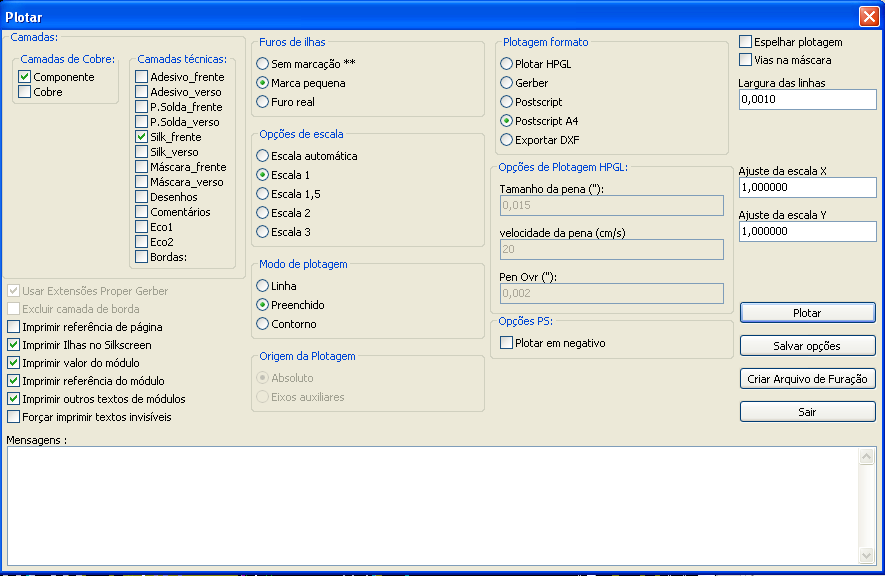 Plotar
Camadas:
Camadas de Cobre:
Componente
Cobre
Camadas técnicas:
Adesivo_frente
Adesivo_verso
P.Solda_frente
P.Solda_verso
Silk_frente
Silk_verso
Máscara_frente
Máscara_verso
Desenhos
Comentários
Eco1
Eco2
Bordas:
Usar Extensões Proper Gerber
Excluir camada de borda
Imprimir referência de página
Imprimir Ilhas no Silkscreen
Imprimir valor do módulo
Imprimir referência do módulo
Imprimir outros textos de módulos
Forçar imprimir textos invisíveis
Furos de ilhas
Sem marcação **
Marca pequena
Furo real
Opções de escala
Escala automática
Escala 1
Escala 1,5
Escala 2
Escala 3
Modo de plotagem
Linha
Preenchido
Contorno
Origem da Plotagem
Absoluto
Eixos auxiliares
Plotagem formato
Plotar HPGL
Gerber
Postscript
Postscript A4
Exportar DXF
Opções de Plotagem HPGL:
Tamanho da pena ("):
0,015
velocidade da pena (cm/s)
20
Pen Ovr ("):
0,002
Opções PS:
Plotar em negativo
Espelhar plotagem
Vias na máscara
Largura das linhas
0,0010
Ajuste da escala X
1,000000
Ajuste da escala Y
1,000000
Plotar
Salvar opções
Criar Arquivo de Furação
Sair
Mensagens :